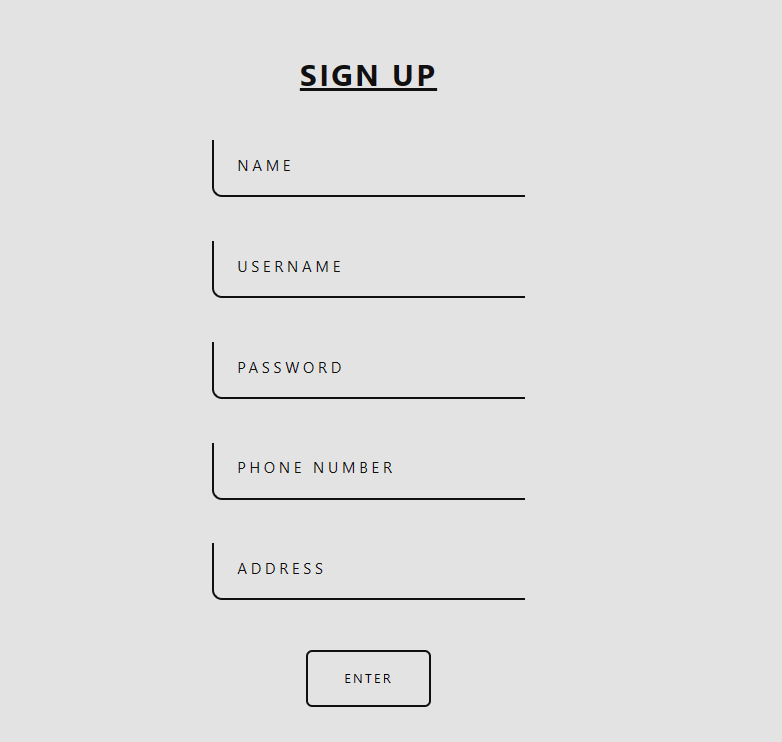 SIGN UP
NAME
USERNAME
PASSWORD
PHONE NUMBER
ADDRESS
ENTER